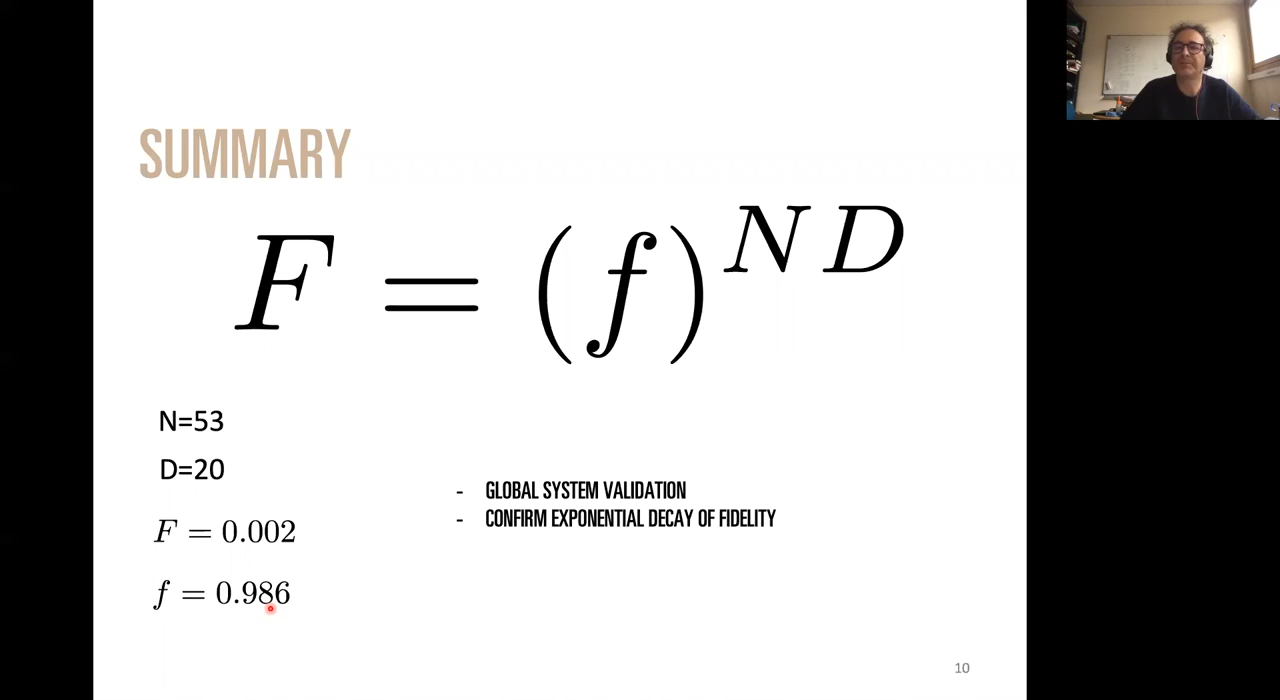 SUMMARY
F = (f)^{ND}
N=53
D=20
- GLOBAL SYSTEM VALIDATION
- CONFIRM EXPONENTIAL DECAY OF FIDELITY
F = 0.002
f = 0.986
10